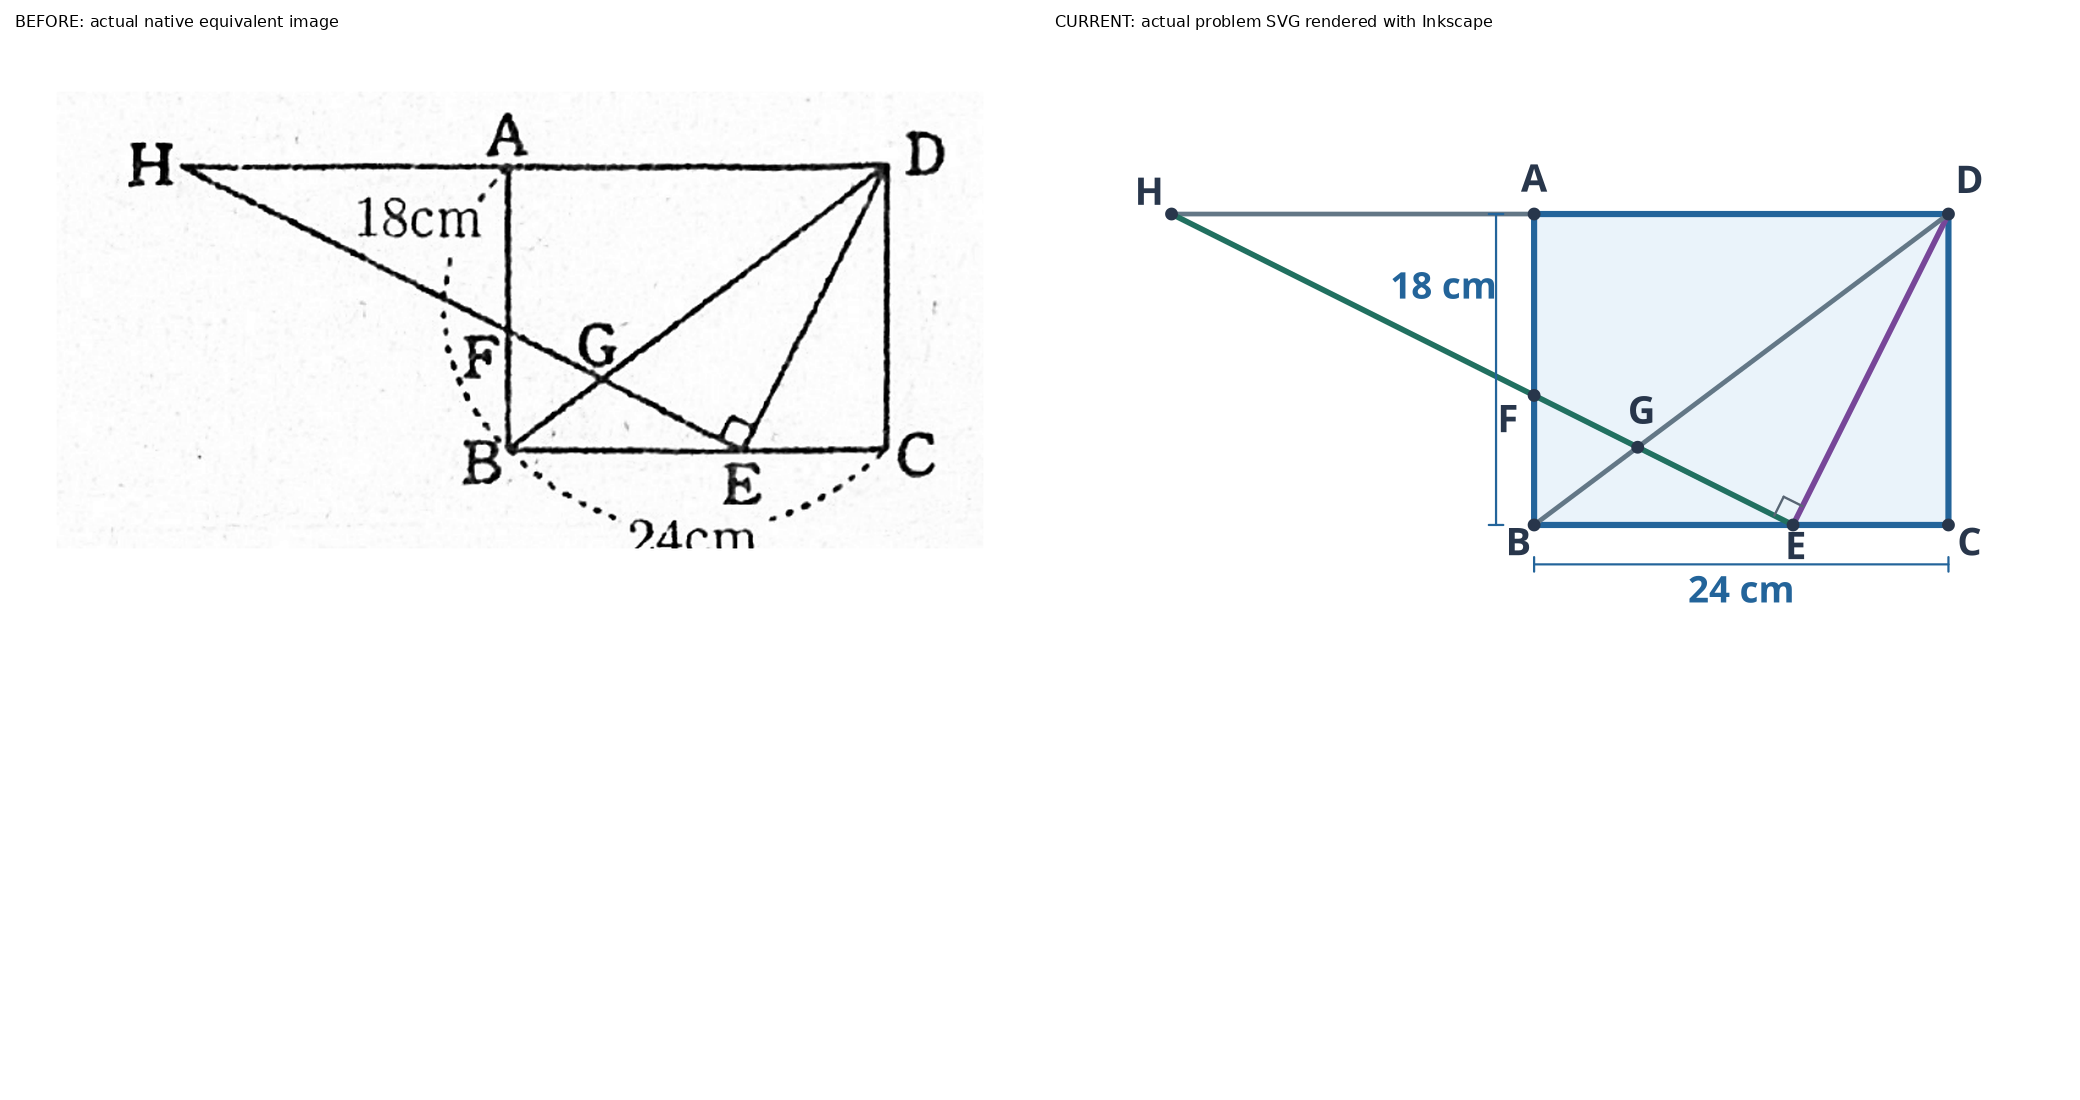 BEFORE: actual native equivalent image
CURRENT: actual problem SVG rendered with Inkscape
A
H
D
18cm
F
G
B
E
C
24cm
A
D
H
18 cm
F
G
B
E
C
24 cm